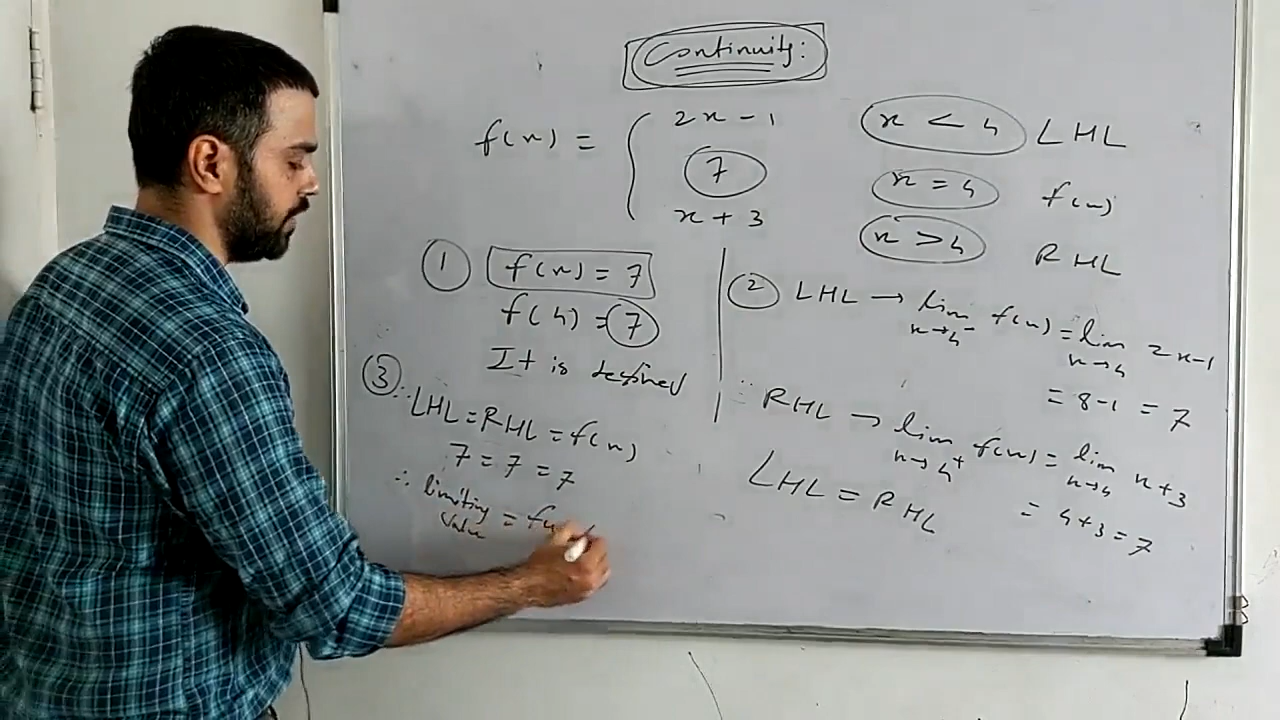 Continuity:
f(x) = { 2x - 1 x < 4 LHL
7 x = 4 f(x)
x + 3 x > 4 RHL
① f(x) = 7
f(4) = 7
It is defined
② LHL → lim x→4⁻ f(x) = lim x→4 2x-1
= 8-1 = 7
∵ RHL → lim x→4⁺ f(x) = lim x→4 x+3
= 4+3 = 7
LHL = RHL
③ ∴ LHL = RHL = f(x)
7 = 7 = 7
∴ limiting value =